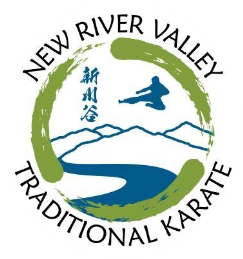 NEW RIVER VALLEY
新川谷
TRADITIONAL KARATE